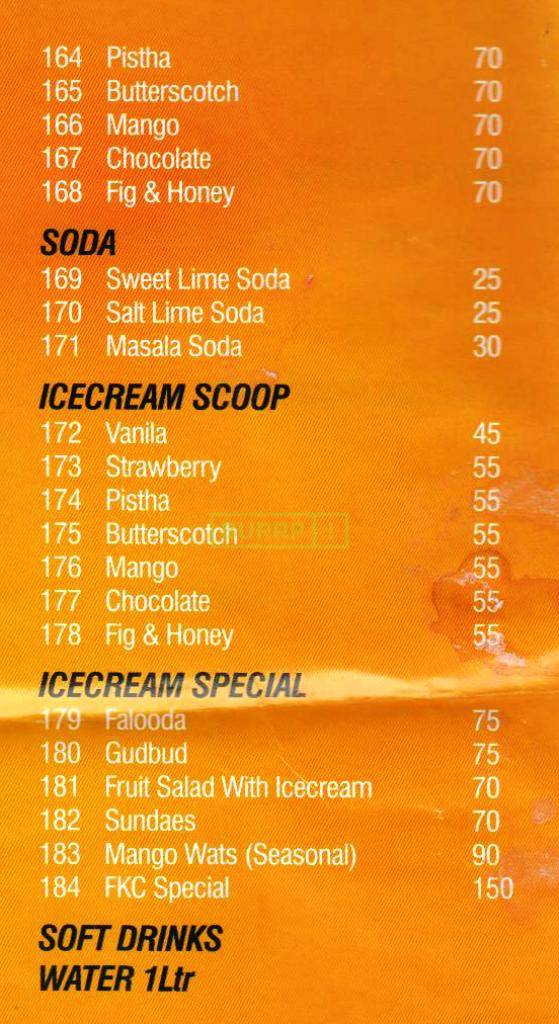 164 Pistha 70
165 Butterscotch 70
166 Mango 70
167 Chocolate 70
168 Fig & Honey 70
SODA
169 Sweet Lime Soda 25
170 Salt Lime Soda 25
171 Masala Soda 30
ICECREAM SCOOP
172 Vanila 45
173 Strawberry 55
174 Pistha 55
175 Butterscotch 55
BURRP!
176 Mango 55
177 Chocolate 55
178 Fig & Honey 55
ICECREAM SPECIAL
179 Falooda 75
180 Gudbud 75
181 Fruit Salad With Icecream 70
182 Sundaes 70
183 Mango Wats (Seasonal) 90
184 FKC Special 150
SOFT DRINKS
WATER 1Ltr